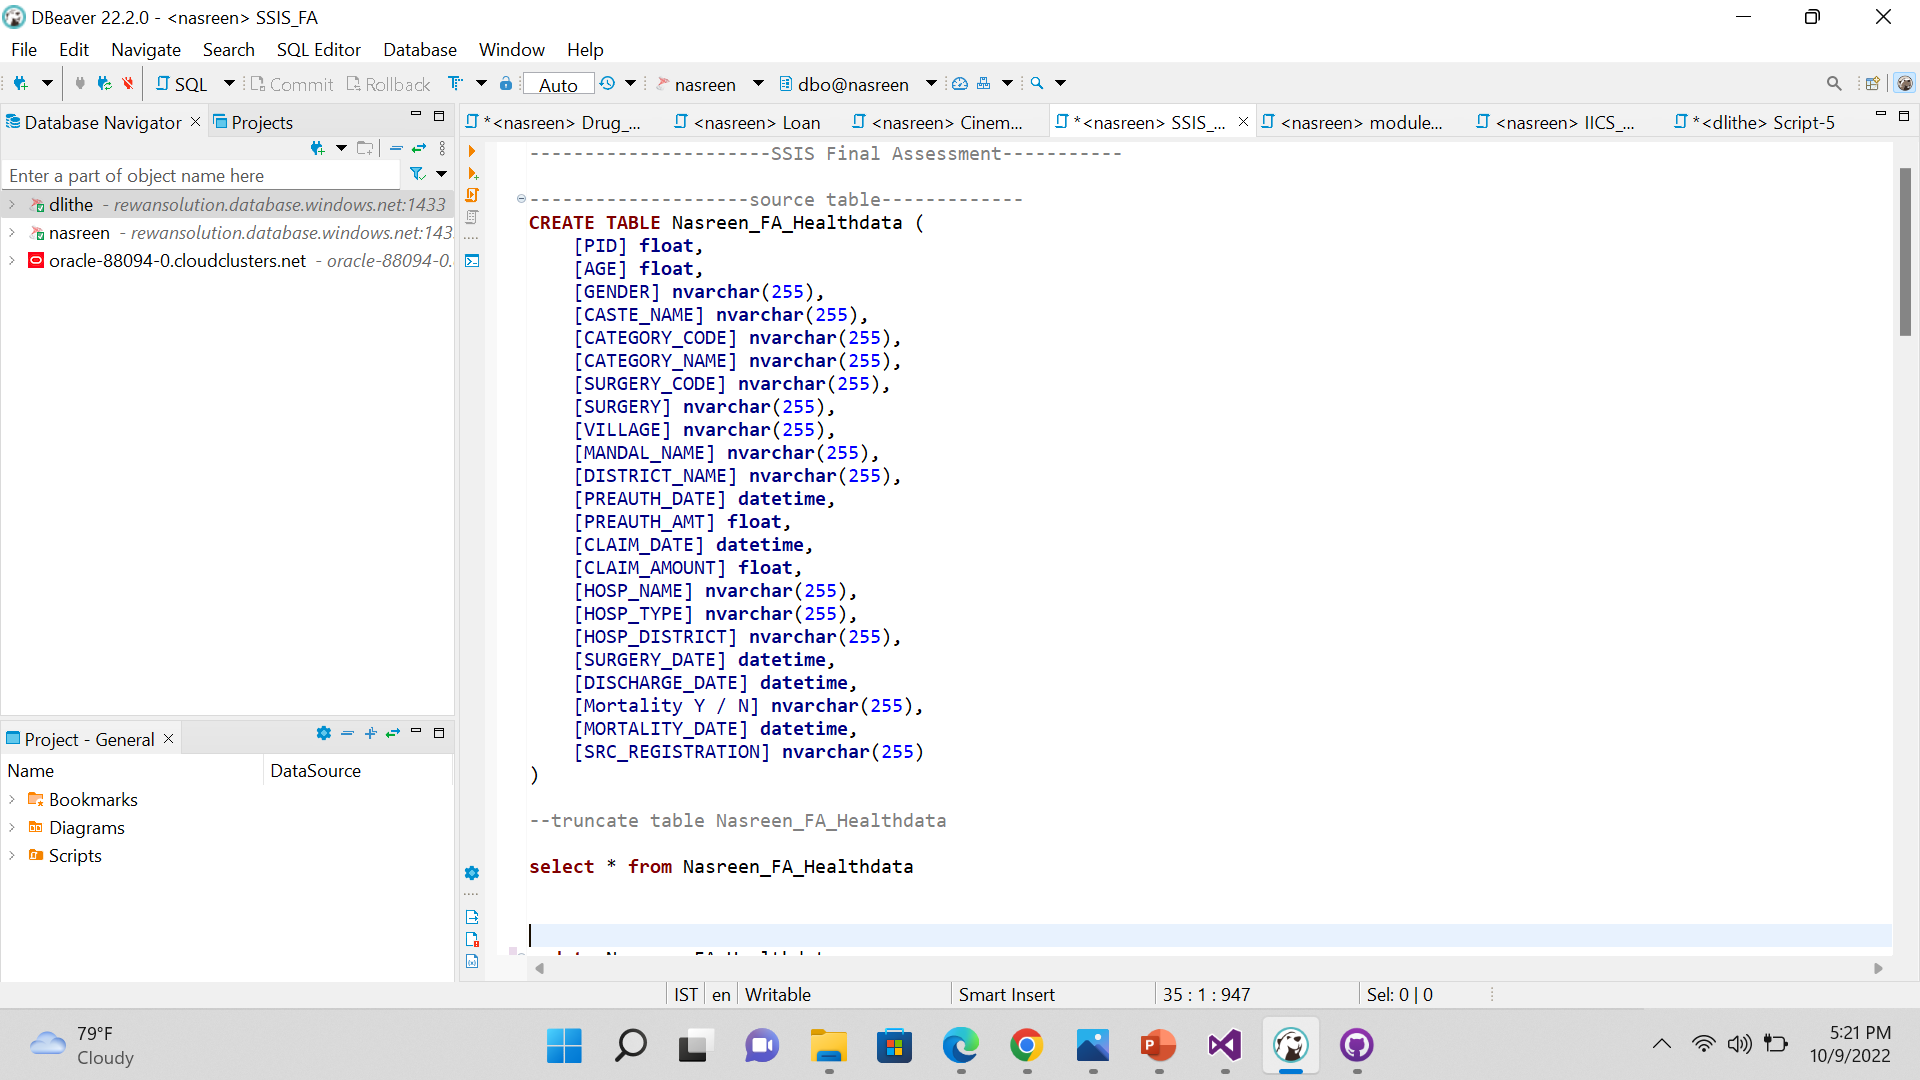 DBeaver 22.2.0 - <nasreen> SSIS_FA
File Edit Navigate Search SQL Editor Database Window Help
SQL Commit Rollback Auto nasreen dbo@nasreen
Database Navigator Projects
*<nasreen> Drug_... <nasreen> Loan <nasreen> Cinem... *<nasreen> SSIS_... <nasreen> module... <nasreen> IICS_... *<dlithe> Script-5
Enter a part of object name here
dlithe - rewansolution.database.windows.net:1433
nasreen - rewansolution.database.windows.net:143
oracle-88094-0.cloudclusters.net - oracle-88094-0.
----------------------SSIS Final Assessment-----------
--------------------source table-------------
CREATE TABLE Nasreen_FA_Healthdata (
[PID] float,
[AGE] float,
[GENDER] nvarchar(255),
[CASTE_NAME] nvarchar(255),
[CATEGORY_CODE] nvarchar(255),
[CATEGORY_NAME] nvarchar(255),
[SURGERY_CODE] nvarchar(255),
[SURGERY] nvarchar(255),
[VILLAGE] nvarchar(255),
[MANDAL_NAME] nvarchar(255),
[DISTRICT_NAME] nvarchar(255),
[PREAUTH_DATE] datetime,
[PREAUTH_AMT] float,
[CLAIM_DATE] datetime,
[CLAIM_AMOUNT] float,
[HOSP_NAME] nvarchar(255),
[HOSP_TYPE] nvarchar(255),
[HOSP_DISTRICT] nvarchar(255),
[SURGERY_DATE] datetime,
[DISCHARGE_DATE] datetime,
[Mortality Y / N] nvarchar(255),
[MORTALITY_DATE] datetime,
[SRC_REGISTRATION] nvarchar(255)
)
--truncate table Nasreen_FA_Healthdata
select * from Nasreen_FA_Healthdata
Project - General
Name DataSource
Bookmarks
Diagrams
Scripts
IST en Writable Smart Insert 35 : 1 : 947 Sel: 0 | 0
79°F
Cloudy
5:21 PM
10/9/2022